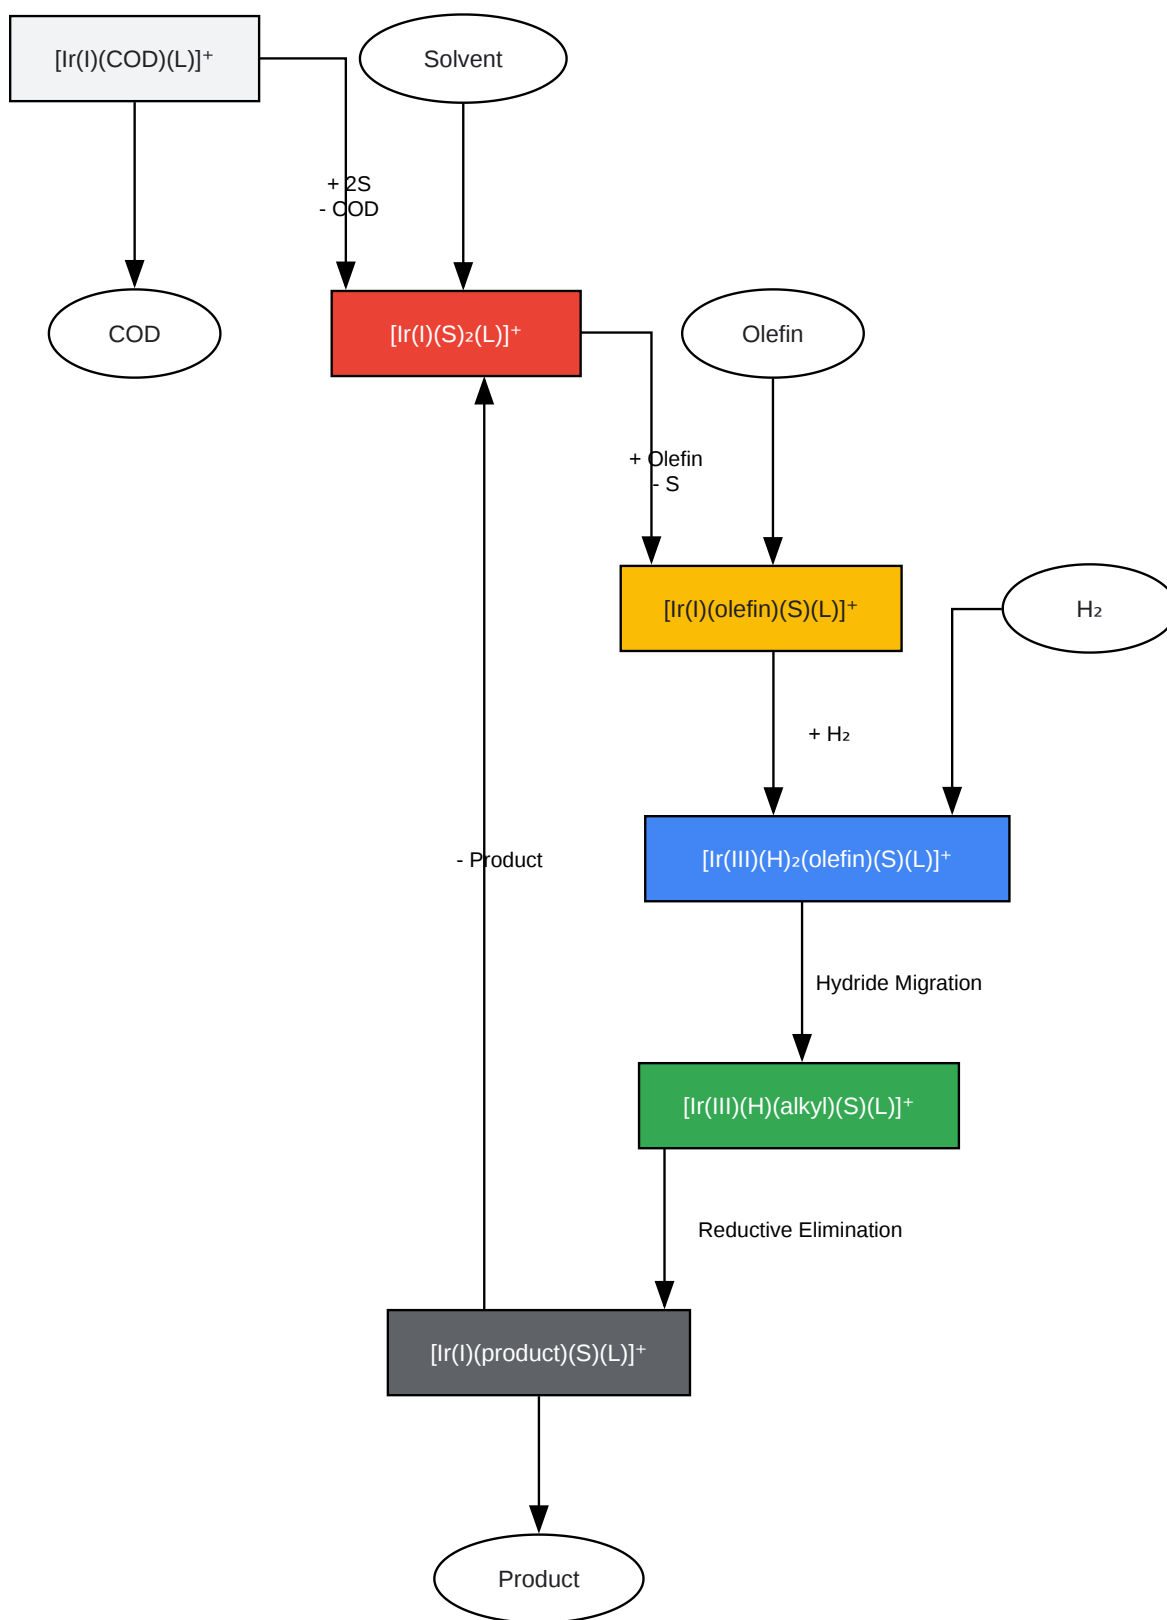 [Ir(I)(COD)(L)]⁺
Solvent
+ 2S
- COD
COD
[Ir(I)(S)₂(L)]⁺
Olefin
+ Olefin
- S
[Ir(I)(olefin)(S)(L)]⁺
H₂
+ H₂
- Product
[Ir(III)(H)₂(olefin)(S)(L)]⁺
Hydride Migration
[Ir(III)(H)(alkyl)(S)(L)]⁺
Reductive Elimination
[Ir(I)(product)(S)(L)]⁺
Product